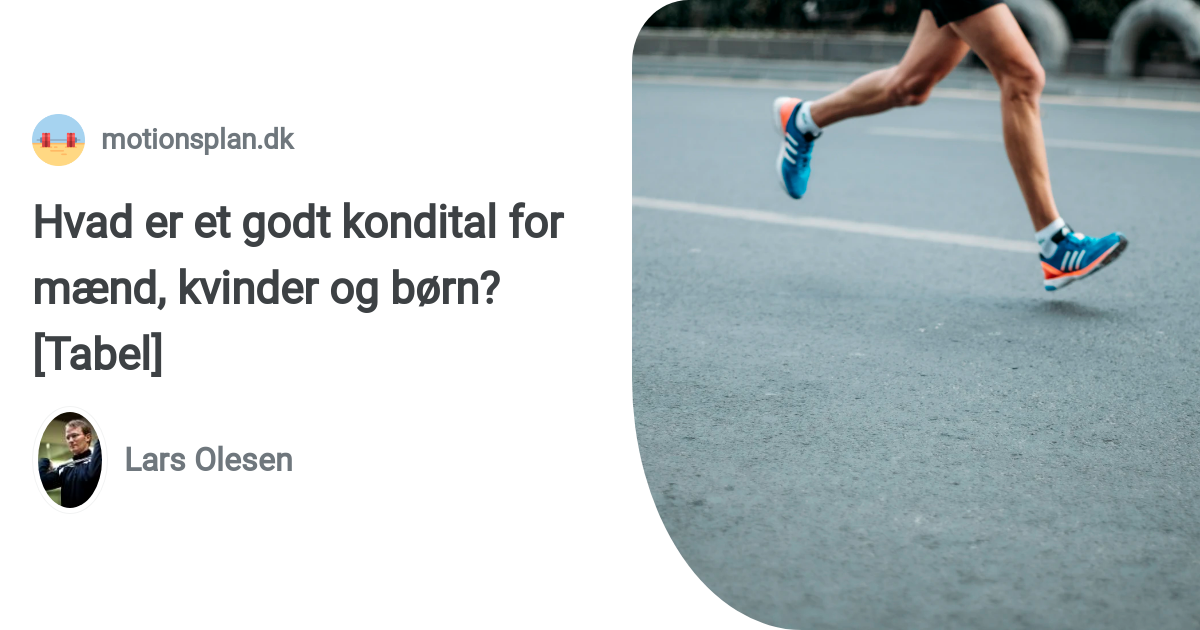 motionsplan.dk
Hvad er et godt kondital for
mænd, kvinder og børn?
[Tabel]
Lars Olesen